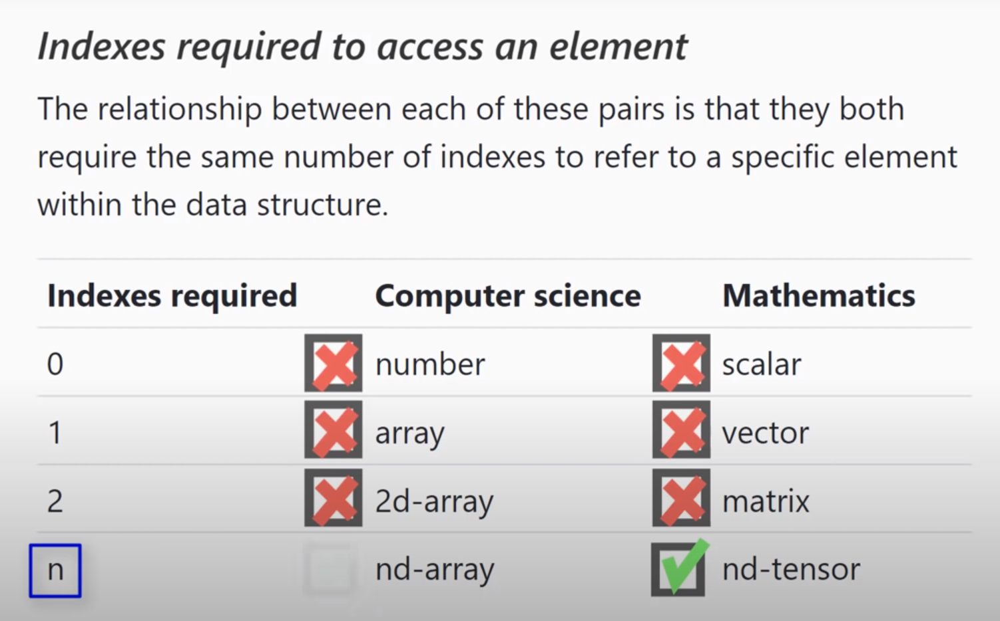 Indexes required to access an element
The relationship between each of these pairs is that they both
require the same number of indexes to refer to a specific element
within the data structure.
Indexes required Computer science Mathematics
0 number scalar
1 array vector
2 2d-array matrix
n nd-array nd-tensor